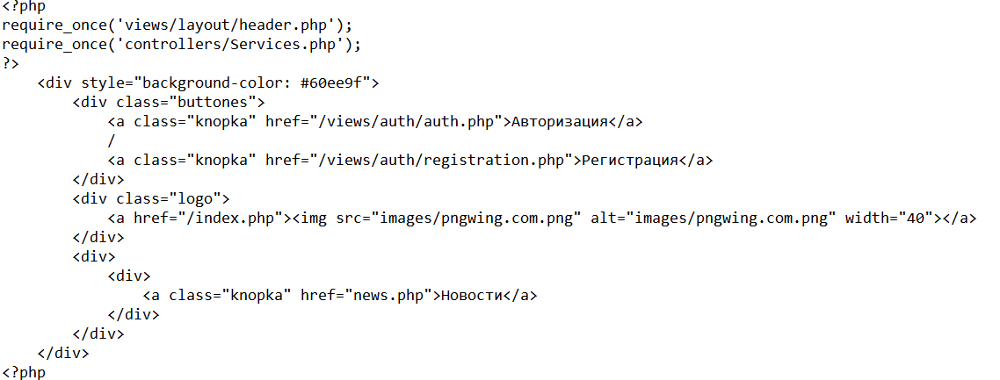 <?php
require_once('views/layout/header.php');
require_once('controllers/Services.php');
?>
    <div style="background-color: #60ee9f">
        <div class="buttones">
            <a class="knopka" href="/views/auth/auth.php">Авторизация</a>
            /
            <a class="knopka" href="/views/auth/registration.php">Регистрация</a>
        </div>
        <div class="logo">
            <a href="/index.php"><img src="images/pngwing.com.png" alt="images/pngwing.com.png" width="40"></a>
        </div>
        <div>
            <div>
                <a class="knopka" href="news.php">Новости</a>
            </div>
        </div>
    </div>
<?php